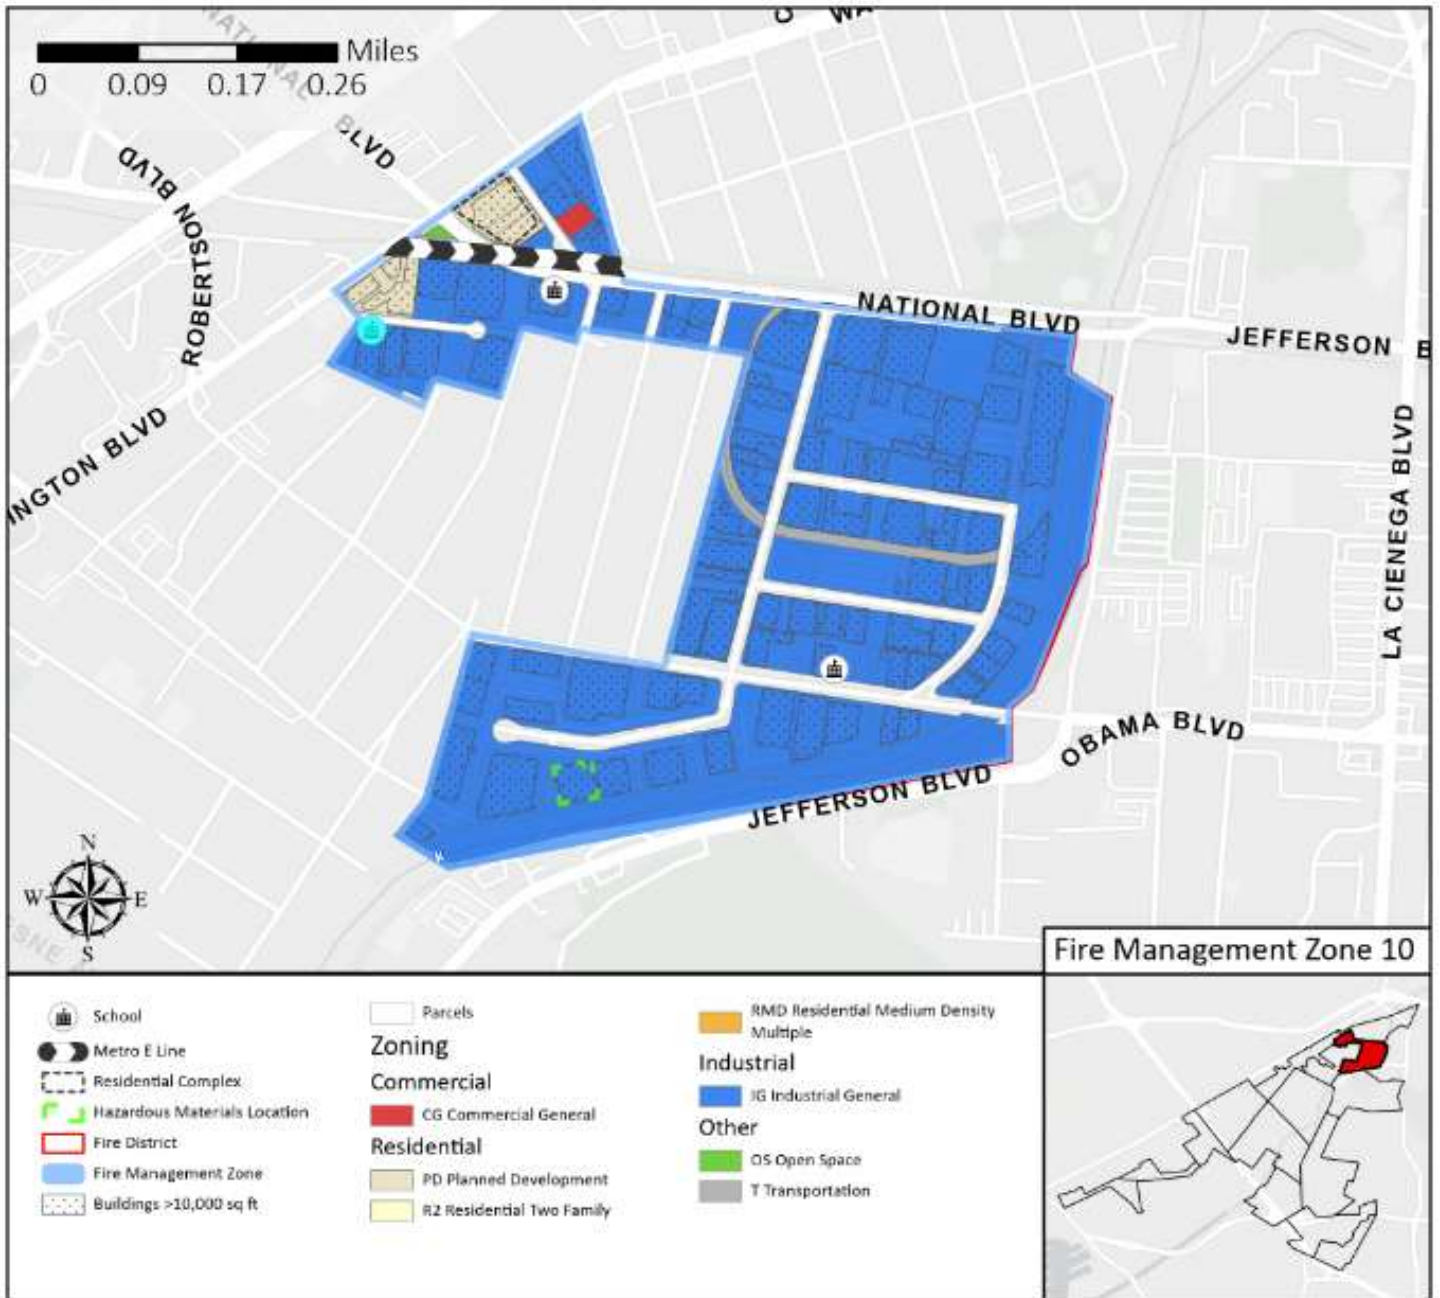 Miles
0 0.09 0.17 0.26
NATIONAL
BLVD
ROBERTSON BLVD
NATIONAL BLVD
JEFFERSON B
INGTON BLVD
LA CIENEGA BLVD
OBAMA BLVD
JEFFERSON BLVD
N
W E
S
SNE
Fire Management Zone 10
School
Metro E Line
Residential Complex
Hazardous Materials Location
Fire District
Fire Management Zone
Buildings >10,000 sq ft
Parcels
Zoning
Commercial
CG Commercial General
Residential
PD Planned Development
R2 Residential Two Family
RMD Residential Medium Density
Multiple
Industrial
IG Industrial General
Other
OS Open Space
T Transportation